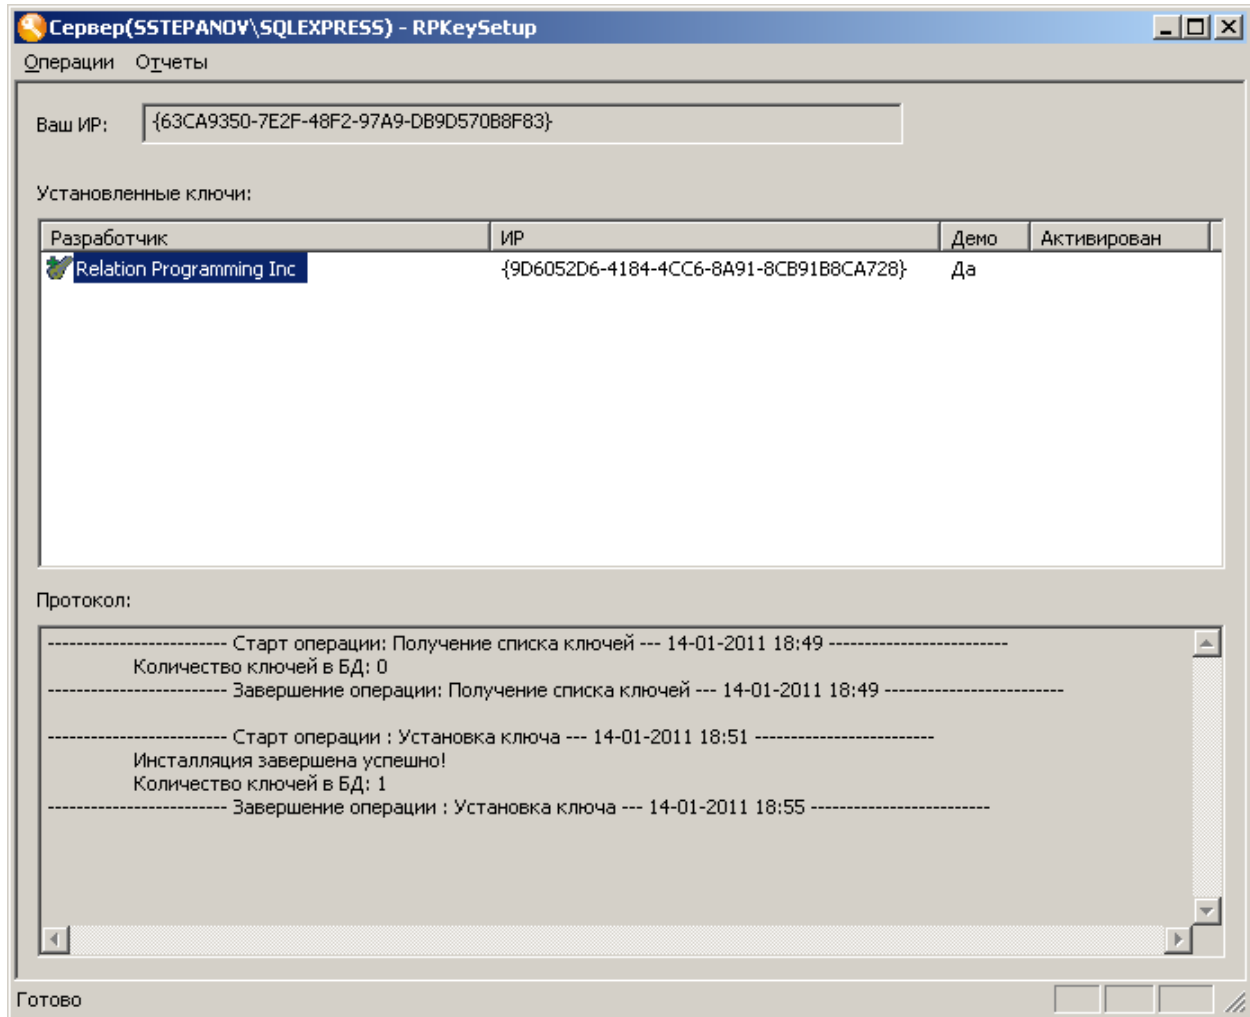 Сервер(SSTEPANOV\SQLEXPRESS) - RPKeySetup
Операции Отчеты
Ваш ИР: {63CA9350-7E2F-48F2-97A9-DB9D570B8F83}
Установленные ключи:
Разработчик ИР Демо Активирован
Relation Programming Inc {9D6052D6-4184-4CC6-8A91-8CB91B8CA728} Да
Протокол:
------------------------- Старт операции: Получение списка ключей --- 14-01-2011 18:49 -------------------------
Количество ключей в БД: 0
------------------------- Завершение операции: Получение списка ключей --- 14-01-2011 18:49 -------------------------
------------------------- Старт операции : Установка ключа --- 14-01-2011 18:51 -------------------------
Инсталляция завершена успешно!
Количество ключей в БД: 1
------------------------- Завершение операции : Установка ключа --- 14-01-2011 18:55 -------------------------
Готово